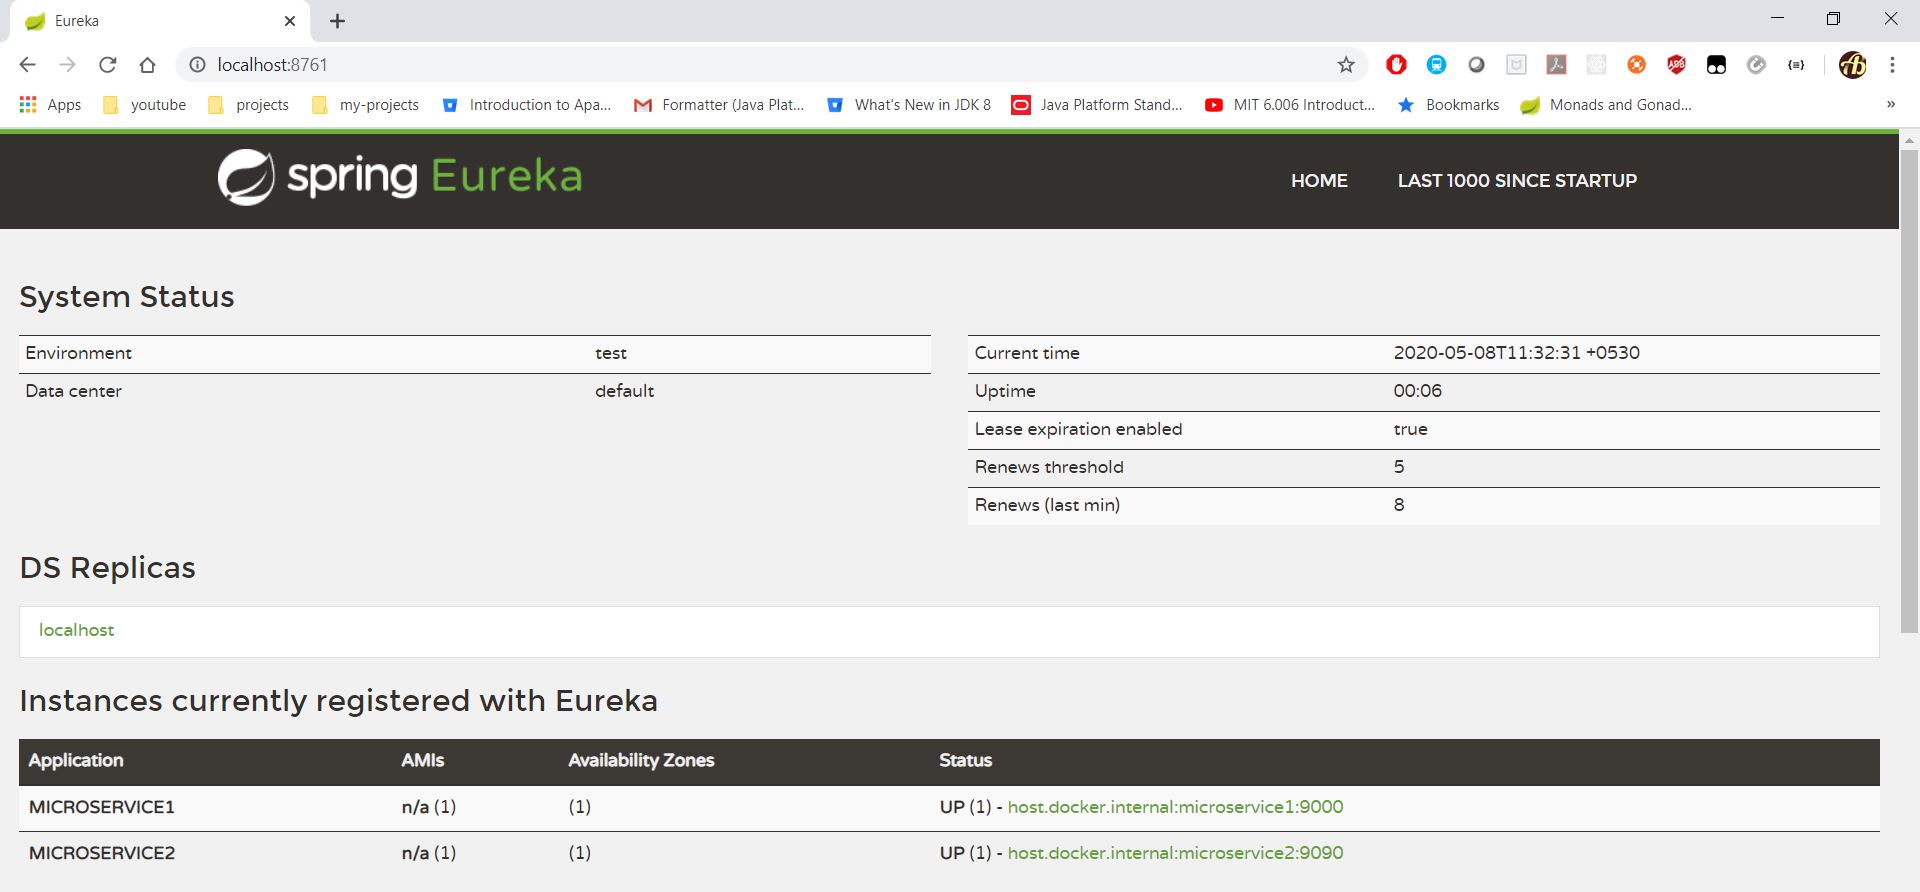 Eureka
localhost:8761
Apps youtube projects my-projects Introduction to Apa... Formatter (Java Plat... What's New in JDK 8 Java Platform Stand... MIT 6.006 Introduct... Bookmarks Monads and Gonad... »
spring Eureka HOME LAST 1000 SINCE STARTUP
System Status
Environment test
Data center default
Current time 2020-05-08T11:32:31 +0530
Uptime 00:06
Lease expiration enabled true
Renews threshold 5
Renews (last min) 8
DS Replicas
localhost
Instances currently registered with Eureka
Application AMIs Availability Zones Status
MICROSERVICE1 n/a (1) (1) UP (1) - host.docker.internal:microservice1:9000
MICROSERVICE2 n/a (1) (1) UP (1) - host.docker.internal:microservice2:9090